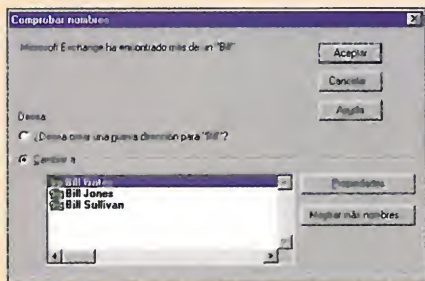 Comprobar nombres
Microsoft Exchange ha encontrado más de un "Bill"
Aceptar
Cancelar
Ayuda
Desea
¿Desea crear una nueva dirección para "Bill"?
Cambiar a
Bill
Bill Jones
Bill Sullivan
Propiedades
Mostrar más nombres...